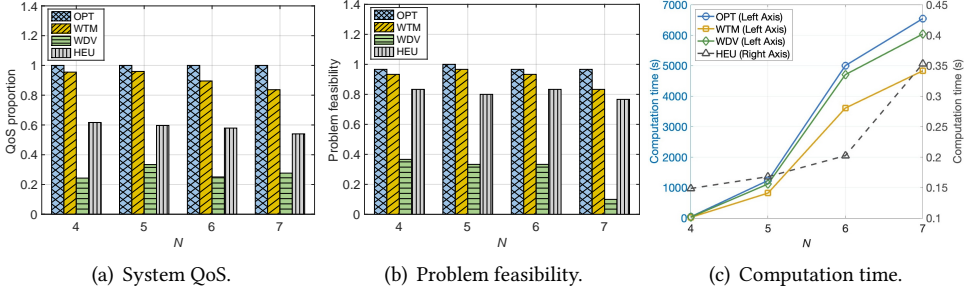 1.4
1.2
1
0.8
0.6
0.4
0.2
0
QoS proportion
OPT
WTM
WDV
HEU
4 5 6 7
N
(a) System QoS.
1.4
1.2
1
0.8
0.6
0.4
0.2
0
Problem feasibility
OPT
WTM
WDV
HEU
4 5 6 7
N
(b) Problem feasibility.
7000
6000
5000
4000
3000
2000
1000
0
Computation time (s)
OPT (Left Axis)
WTM (Left Axis)
WDV (Left Axis)
HEU (Right Axis)
0.45
0.4
0.35
0.3
0.25
0.2
0.15
0.1
Computation time (s)
4 5 6 7
N
(c) Computation time.